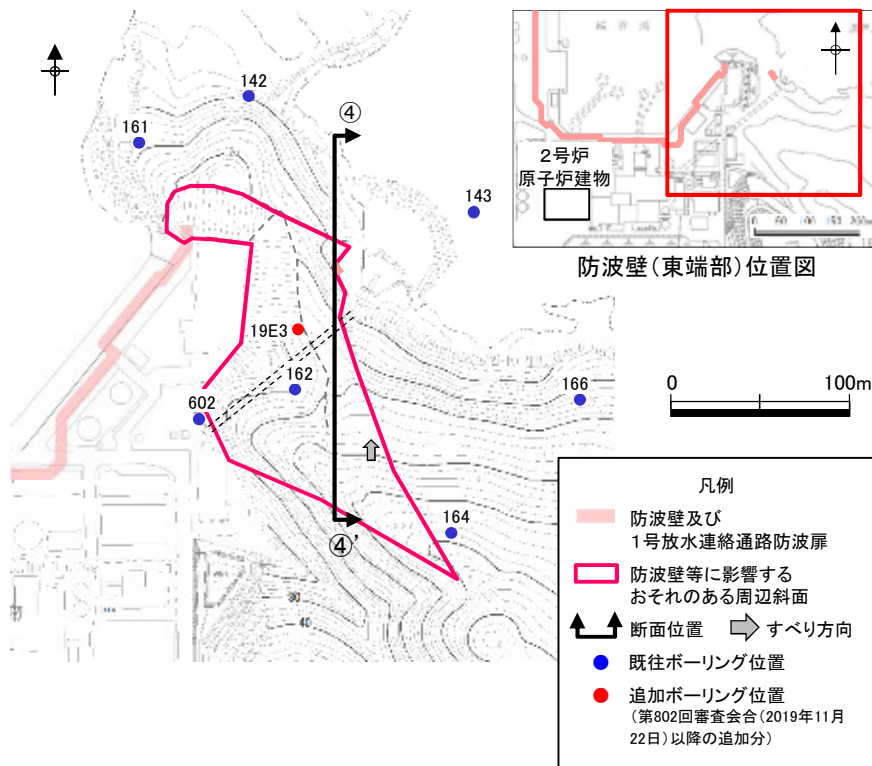 142
161
④
143
19E3
162
602
166
164
④'
30
40
2号炉
原子炉建物
0 50 100 150 200m
防波壁(東端部)位置図
0 100m
凡例
防波壁及び
1号放水連絡通路防波扉
防波壁等に影響する
おそれのある周辺斜面
断面位置 すべり方向
既往ボーリング位置
追加ボーリング位置
(第802回審査会合(2019年11月
22日)以降の追加分)